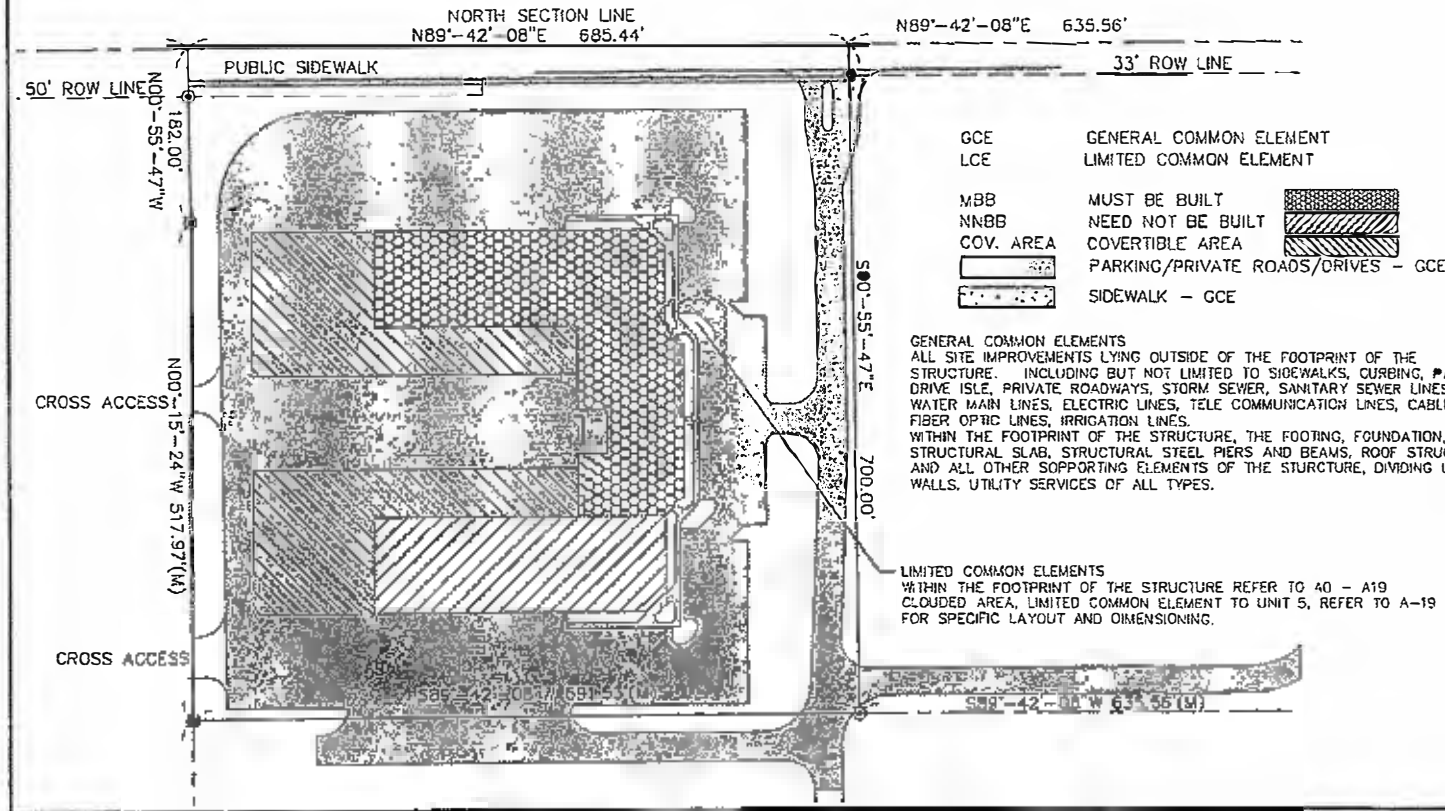 NORTH SECTION LINE
N89°-42'-08"E 685.44'
N89°-42'-08"E 635.56'
PUBLIC SIDEWALK
33' ROW LINE
50' ROW LINE
182.00'
N00°-55'-47"W
GCE GENERAL COMMON ELEMENT
LCE LIMITED COMMON ELEMENT
MBB MUST BE BUILT
NNBB NEED NOT BE BUILT
COV. AREA COVERTIBLE AREA
PARKING/PRIVATE ROADS/DRIVES - GCE
SIDEWALK - GCE
S00°-55'-47"E
700.00'
GENERAL COMMON ELEMENTS
ALL SITE IMPROVEMENTS LYING OUTSIDE OF THE FOOTPRINT OF THE
STRUCTURE. INCLUDING BUT NOT LIMITED TO SIDEWALKS, CURBING,
DRIVE ISLE, PRIVATE ROADWAYS, STORM SEWER, SANITARY SEWER LINES
WATER MAIN LINES, ELECTRIC LINES, TELE COMMUNICATION LINES,
FIBER OPTIC LINES, IRRIGATION LINES.
WITHIN THE FOOTPRINT OF THE STRUCTURE, THE FOOTING, FOUNDATION,
STRUCTURAL SLAB, STRUCTURAL STEEL PIERS AND BEAMS, ROOF
AND ALL OTHER SOPPORTING ELEMENTS OF THE STURCTURE, DIVIDING
WALLS, UTILITY SERVICES OF ALL TYPES.
CROSS ACCESS
N00°-15'-24"W 517.97'(M)
LIMITED COMMON ELEMENTS
WITHIN THE FOOTPRINT OF THE STRUCTURE REFER TO A0 - A19
CLOUDED AREA, LIMITED COMMON ELEMENT TO UNIT 5, REFER TO A-19
FOR SPECIFIC LAYOUT AND DIMENSIONING.
CROSS ACCESS
S89°-42'-08" 691.53'(M)
S89°-42'-08"W 635.56'(M)